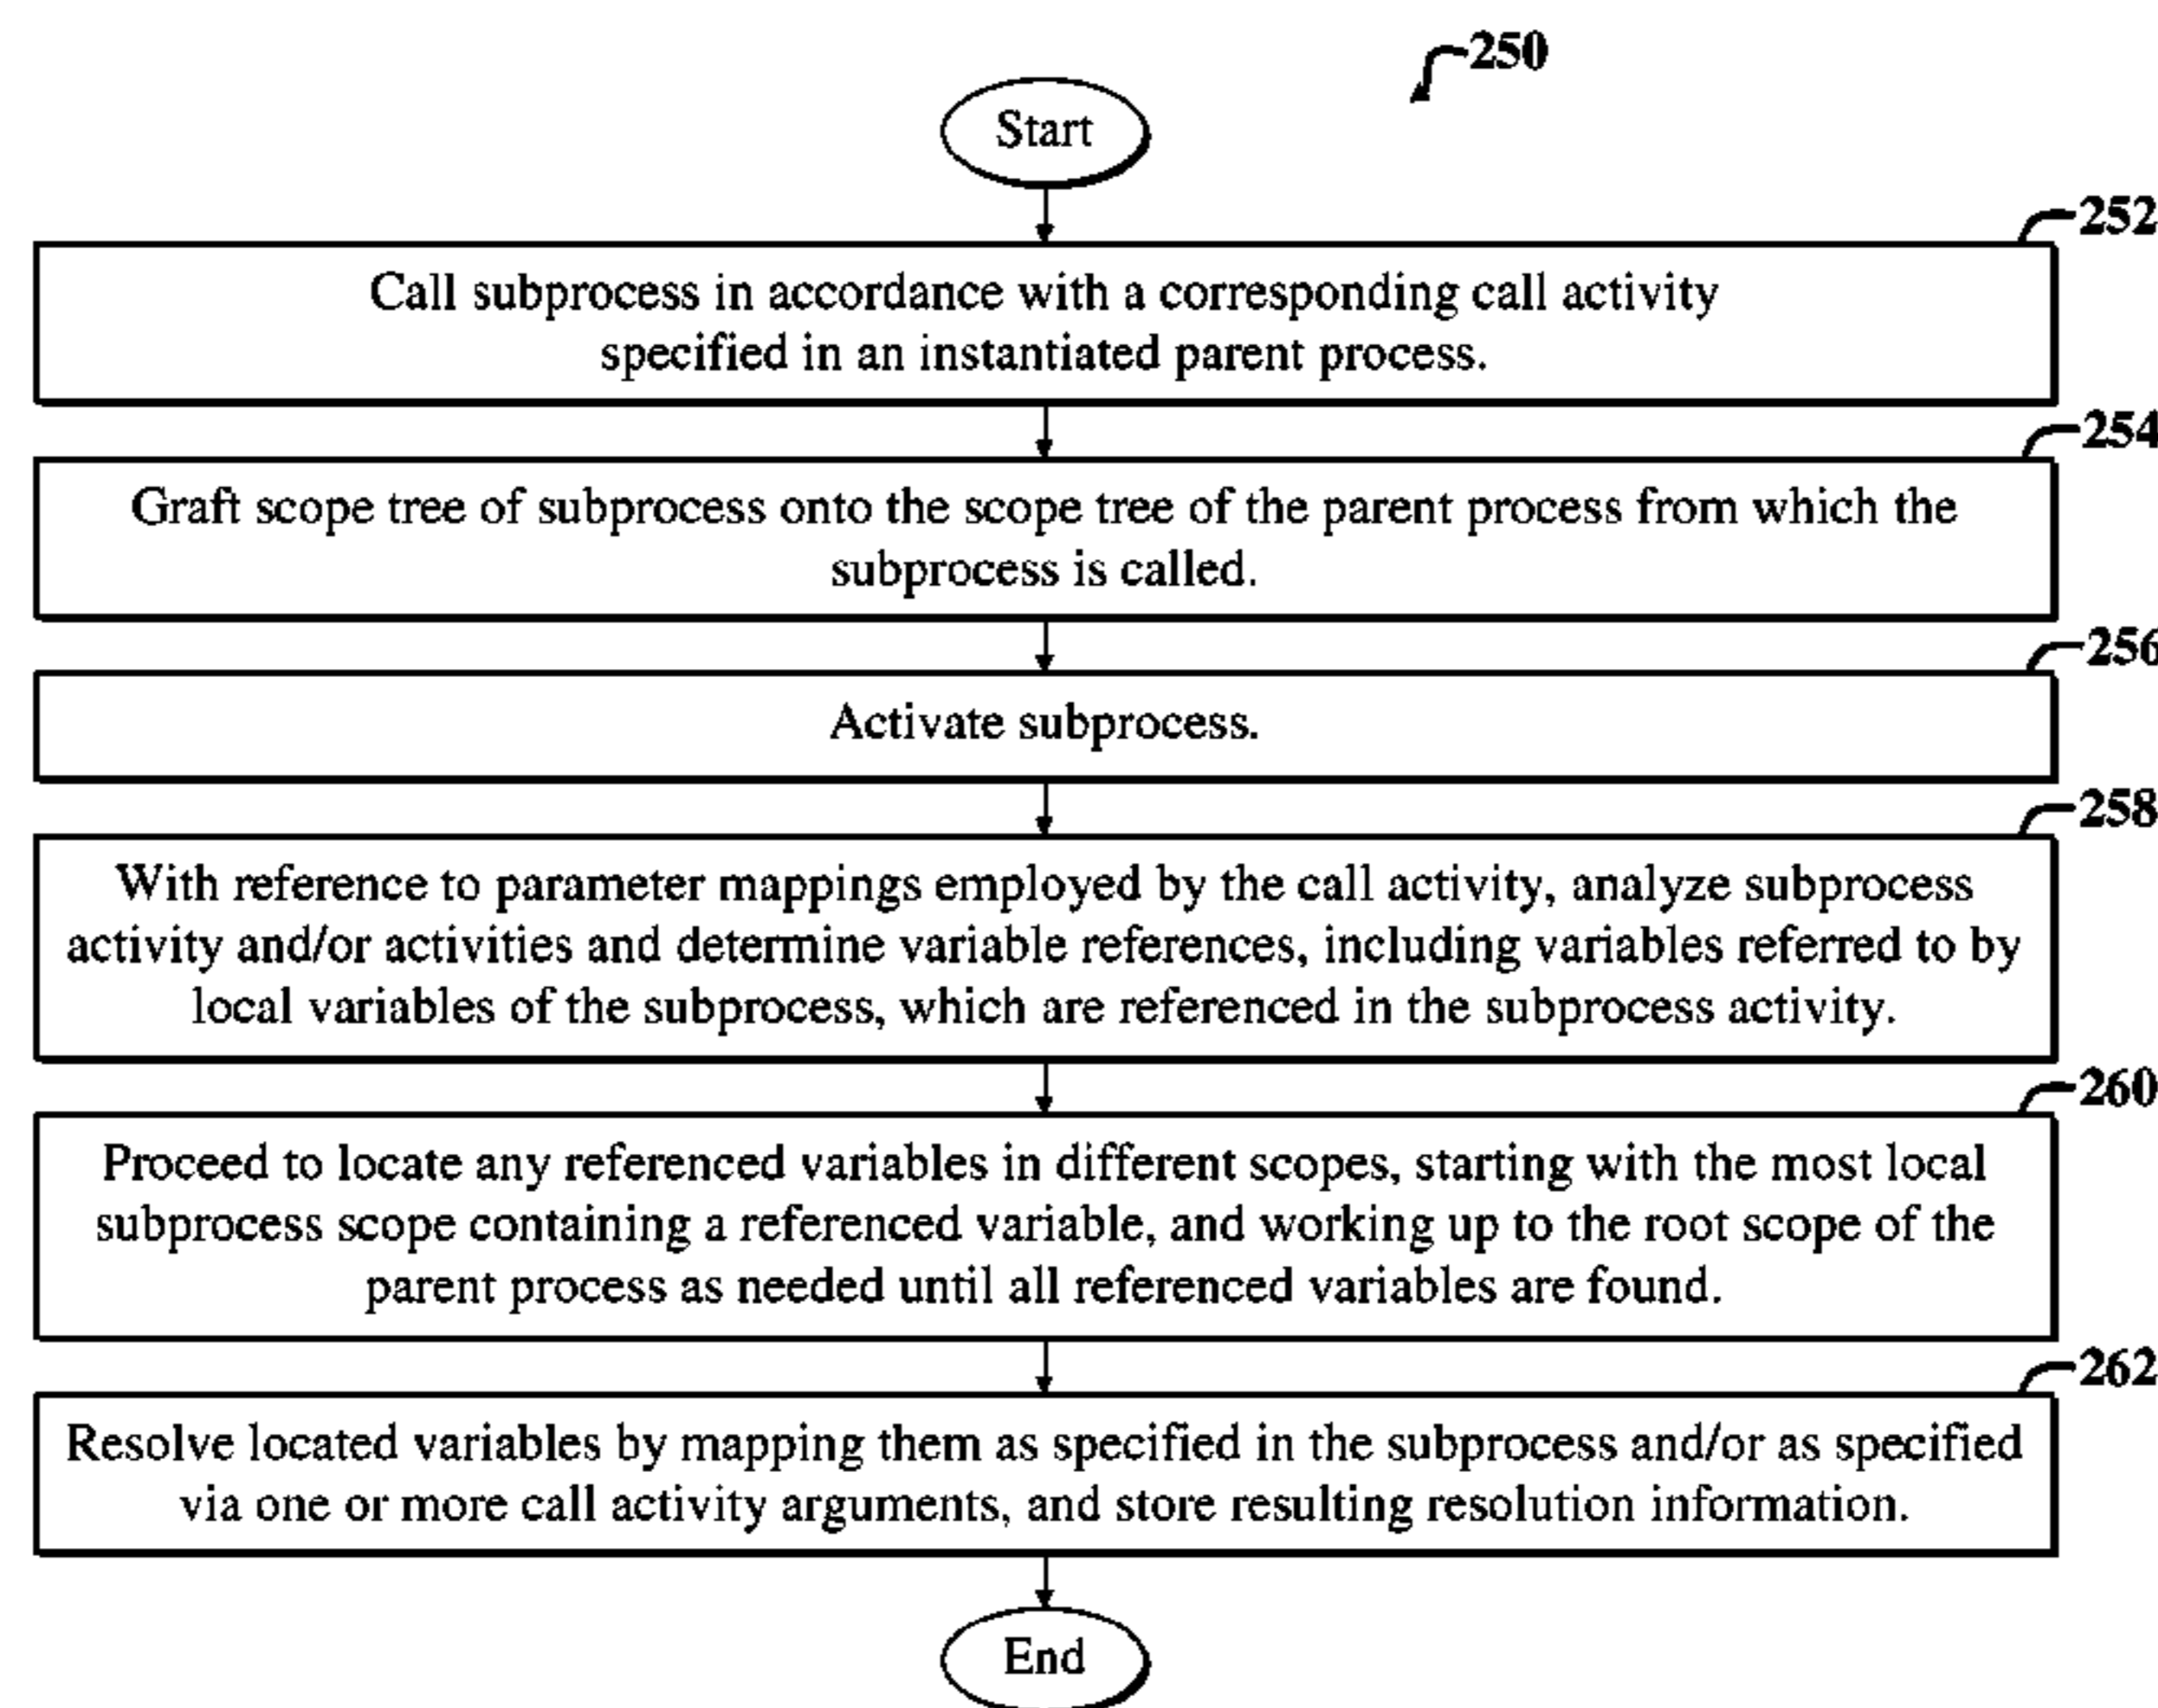 250
Start
252
Call subprocess in accordance with a corresponding call activity
specified in an instantiated parent process.
254
Graft scope tree of subprocess onto the scope tree of the parent process from which the
subprocess is called.
256
Activate subprocess.
258
With reference to parameter mappings employed by the call activity, analyze subprocess
activity and/or activities and determine variable references, including variables referred to by
local variables of the subprocess, which are referenced in the subprocess activity.
260
Proceed to locate any referenced variables in different scopes, starting with the most local
subprocess scope containing a referenced variable, and working up to the root scope of the
parent process as needed until all referenced variables are found.
262
Resolve located variables by mapping them as specified in the subprocess and/or as specified
via one or more call activity arguments, and store resulting resolution information.
End